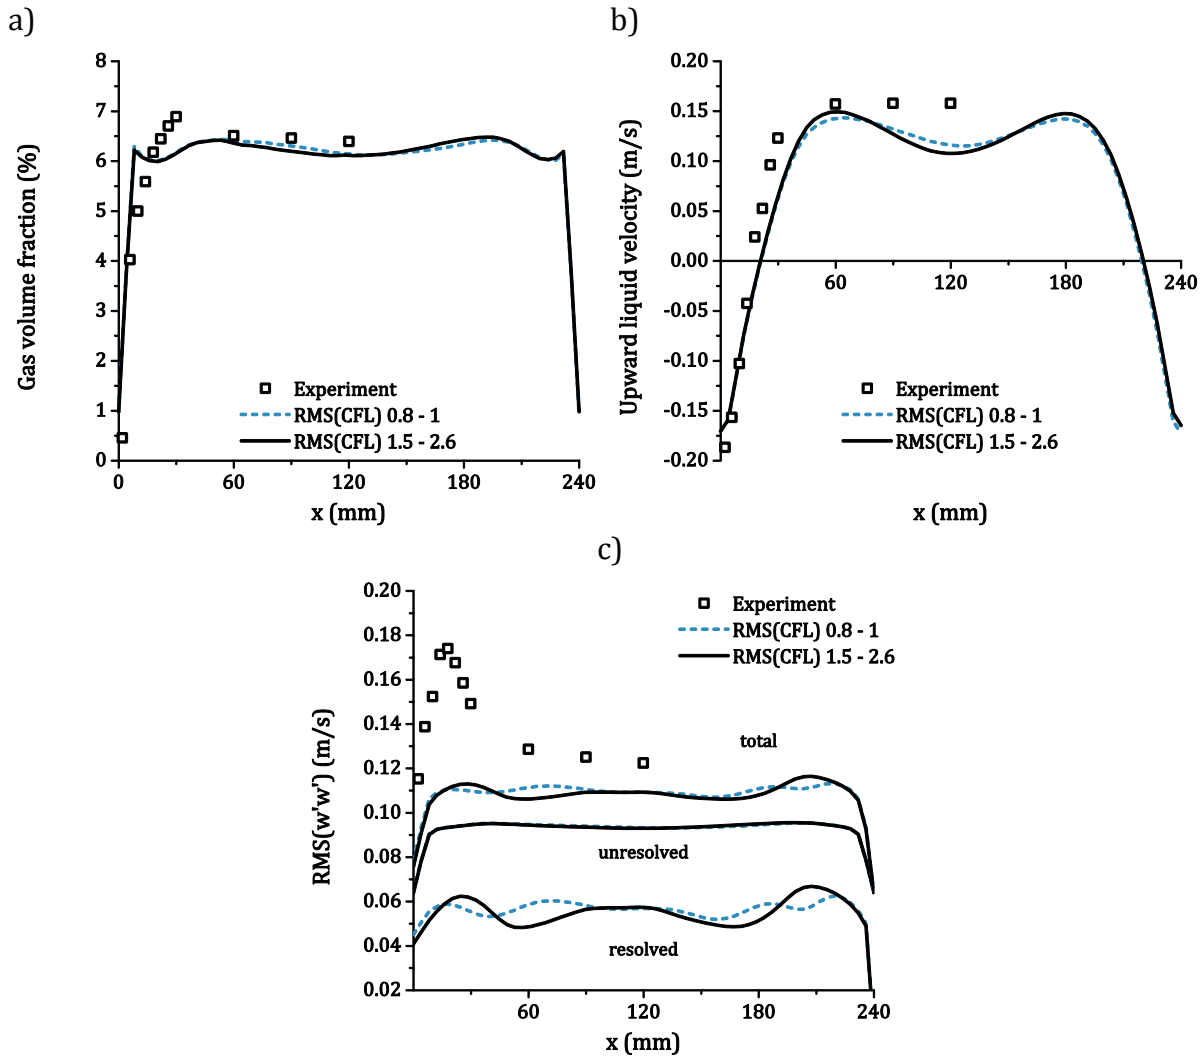 a)
8
7
6
5
4
3
2
1
0
Gas volume fraction (%)
Experiment
RMS(CFL) 0.8 - 1
RMS(CFL) 1.5 - 2.6
0 60 120 180 240
x (mm)
b)
0.20
0.15
0.10
0.05
0.00
-0.05
-0.10
-0.15
-0.20
Upward liquid velocity (m/s)
60 120 180 240
Experiment
RMS(CFL) 0.8 - 1
RMS(CFL) 1.5 - 2.6
x (mm)
c)
0.20
0.18
0.16
0.14
0.12
0.10
0.08
0.06
0.04
0.02
RMS(w'w') (m/s)
Experiment
RMS(CFL) 0.8 - 1
RMS(CFL) 1.5 - 2.6
total
unresolved
resolved
60 120 180 240
x (mm)